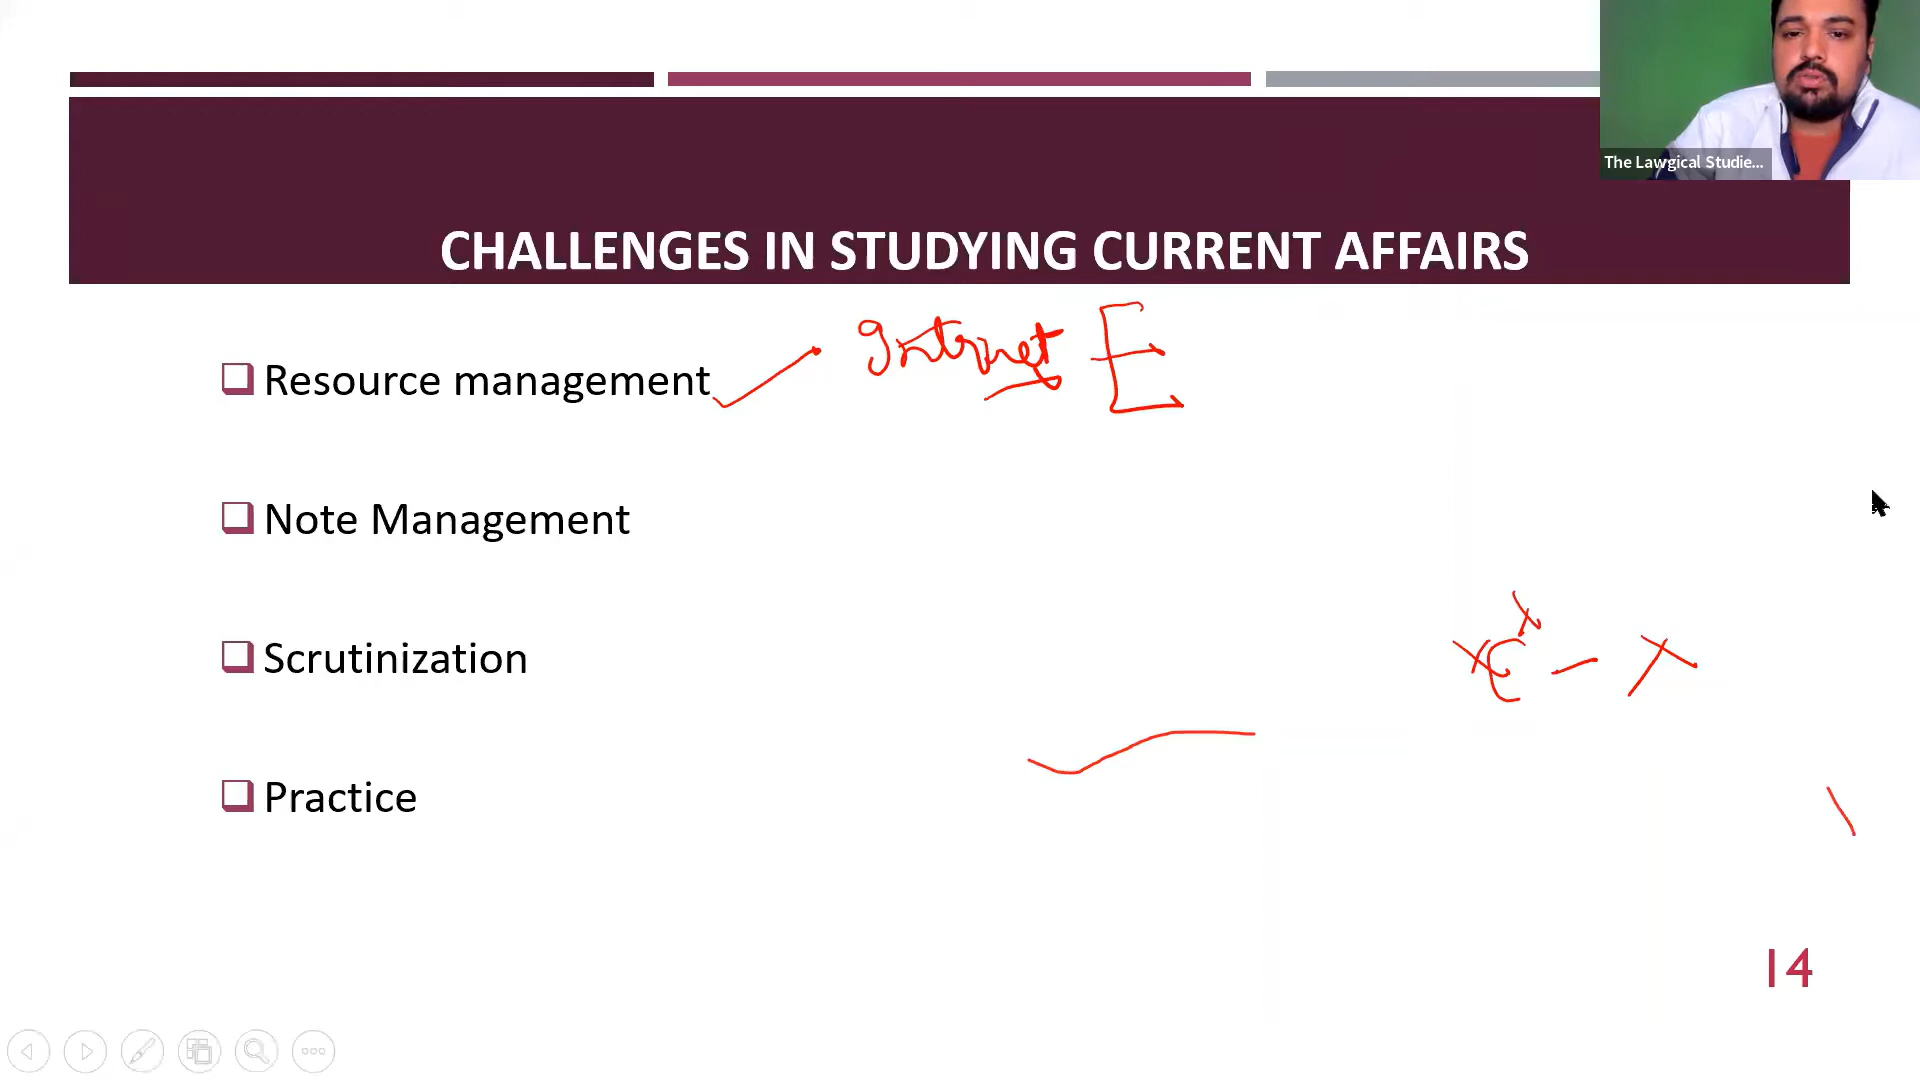 The Lawgical Studie...
CHALLENGES IN STUDYING CURRENT AFFAIRS
Resource management
Internet
Note Management
Scrutinization
Practice
14